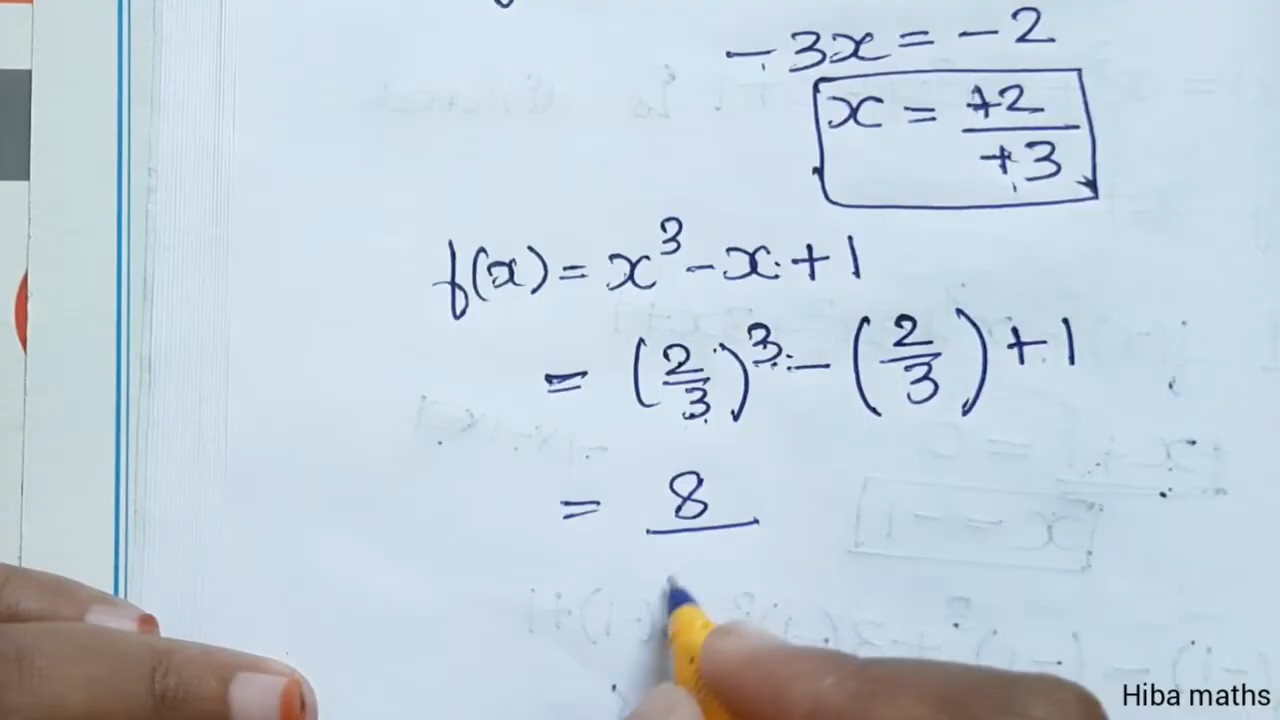 -3x = -2
x = +2/+3
f(x) = x³ - x + 1
= (2/3)³ - (2/3) + 1
= 8
Hiba maths